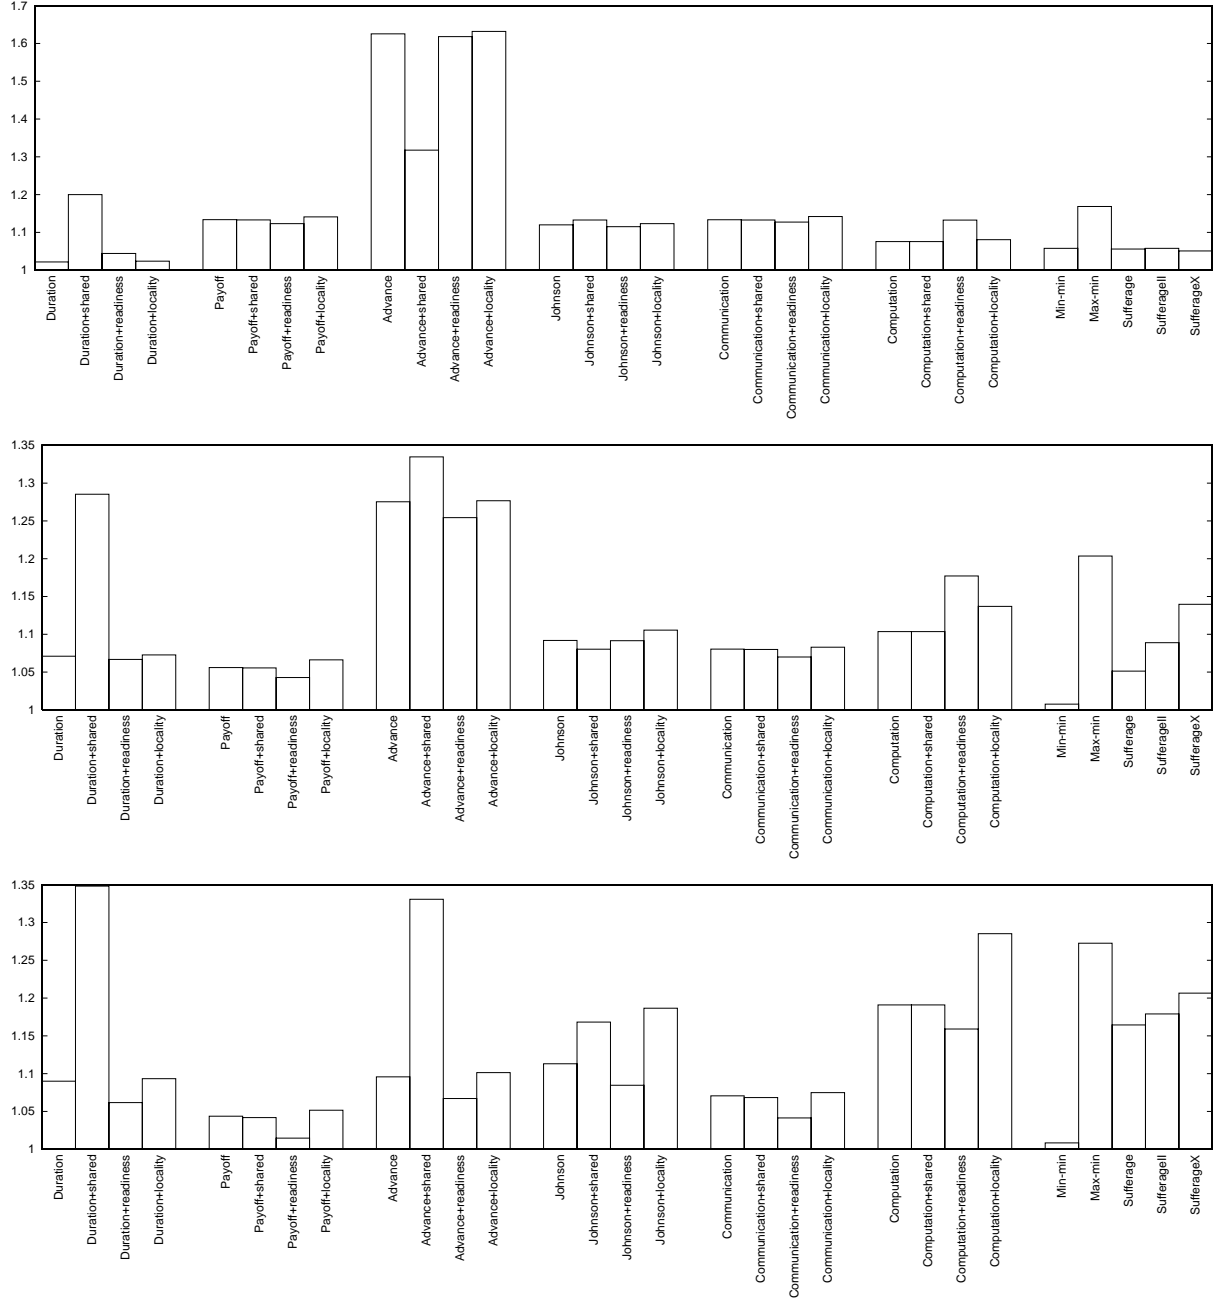 1.7
1.6
1.5
1.4
1.3
1.2
1.1
1
Duration
Duration+shared
Duration+readiness
Duration+locality
Payoff
Payoff+shared
Payoff+readiness
Payoff+locality
Advance
Advance+shared
Advance+readiness
Advance+locality
Johnson
Johnson+shared
Johnson+readiness
Johnson+locality
Communication
Communication+shared
Communication+readiness
Communication+locality
Computation
Computation+shared
Computation+readiness
Computation+locality
Min-min
Max-min
Sufferage
SufferageII
SufferageX
1.35
1.3
1.25
1.2
1.15
1.1
1.05
1
Duration
Duration+shared
Duration+readiness
Duration+locality
Payoff
Payoff+shared
Payoff+readiness
Payoff+locality
Advance
Advance+shared
Advance+readiness
Advance+locality
Johnson
Johnson+shared
Johnson+readiness
Johnson+locality
Communication
Communication+shared
Communication+readiness
Communication+locality
Computation
Computation+shared
Computation+readiness
Computation+locality
Min-min
Max-min
Sufferage
SufferageII
SufferageX
1.35
1.3
1.25
1.2
1.15
1.1
1.05
1
Duration
Duration+shared
Duration+readiness
Duration+locality
Payoff
Payoff+shared
Payoff+readiness
Payoff+locality
Advance
Advance+shared
Advance+readiness
Advance+locality
Johnson
Johnson+shared
Johnson+readiness
Johnson+locality
Communication
Communication+shared
Communication+readiness
Communication+locality
Computation
Computation+shared
Computation+readiness
Computation+locality
Min-min
Max-min
Sufferage
SufferageII
SufferageX